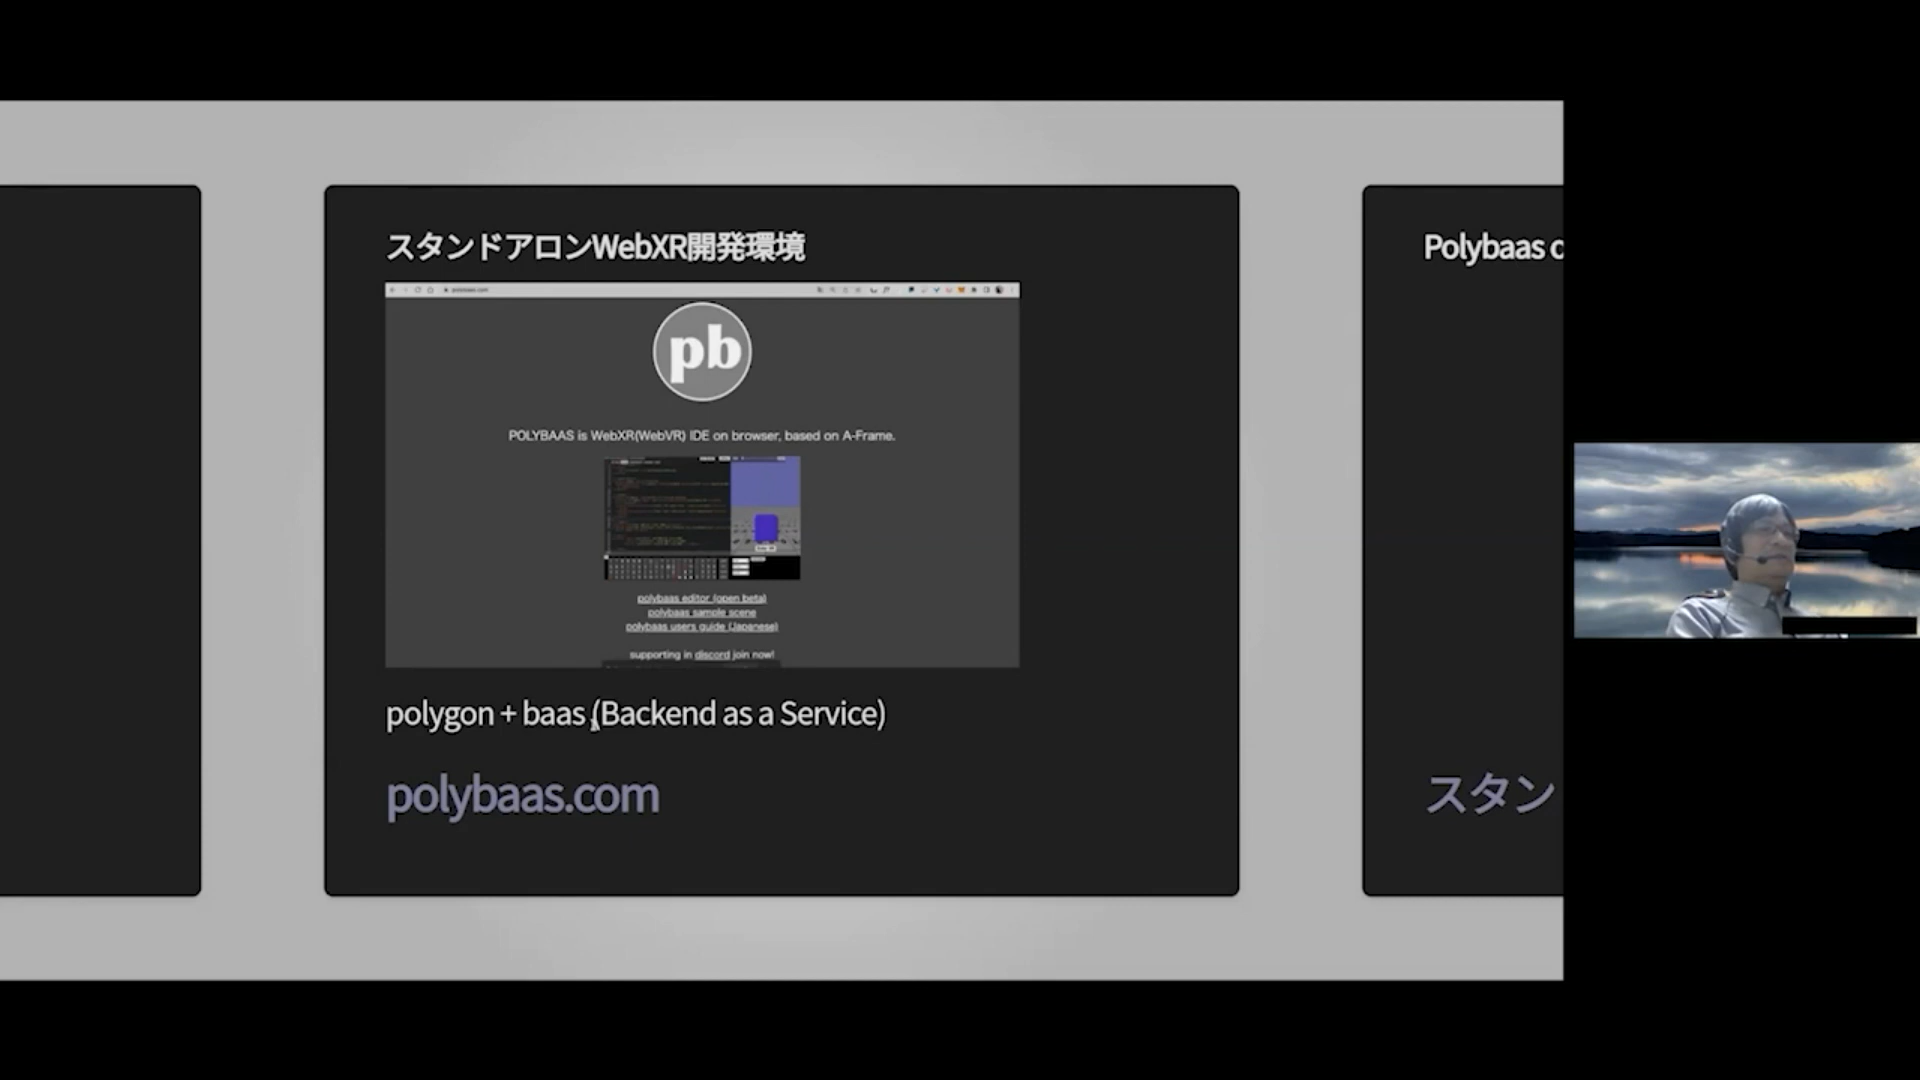 スタンドアロンWebXR開発環境
polybaas.com
pb
POLYBAAS is WebXR(WebVR) IDE on browser, based on A-Frame.
polybaas editor (open beta)
polybaas sample scene
polybaas users guide (Japanese)
supporting in discord join now!
polygon + baas (Backend as a Service)
polybaas.com
Polybaas
スタン